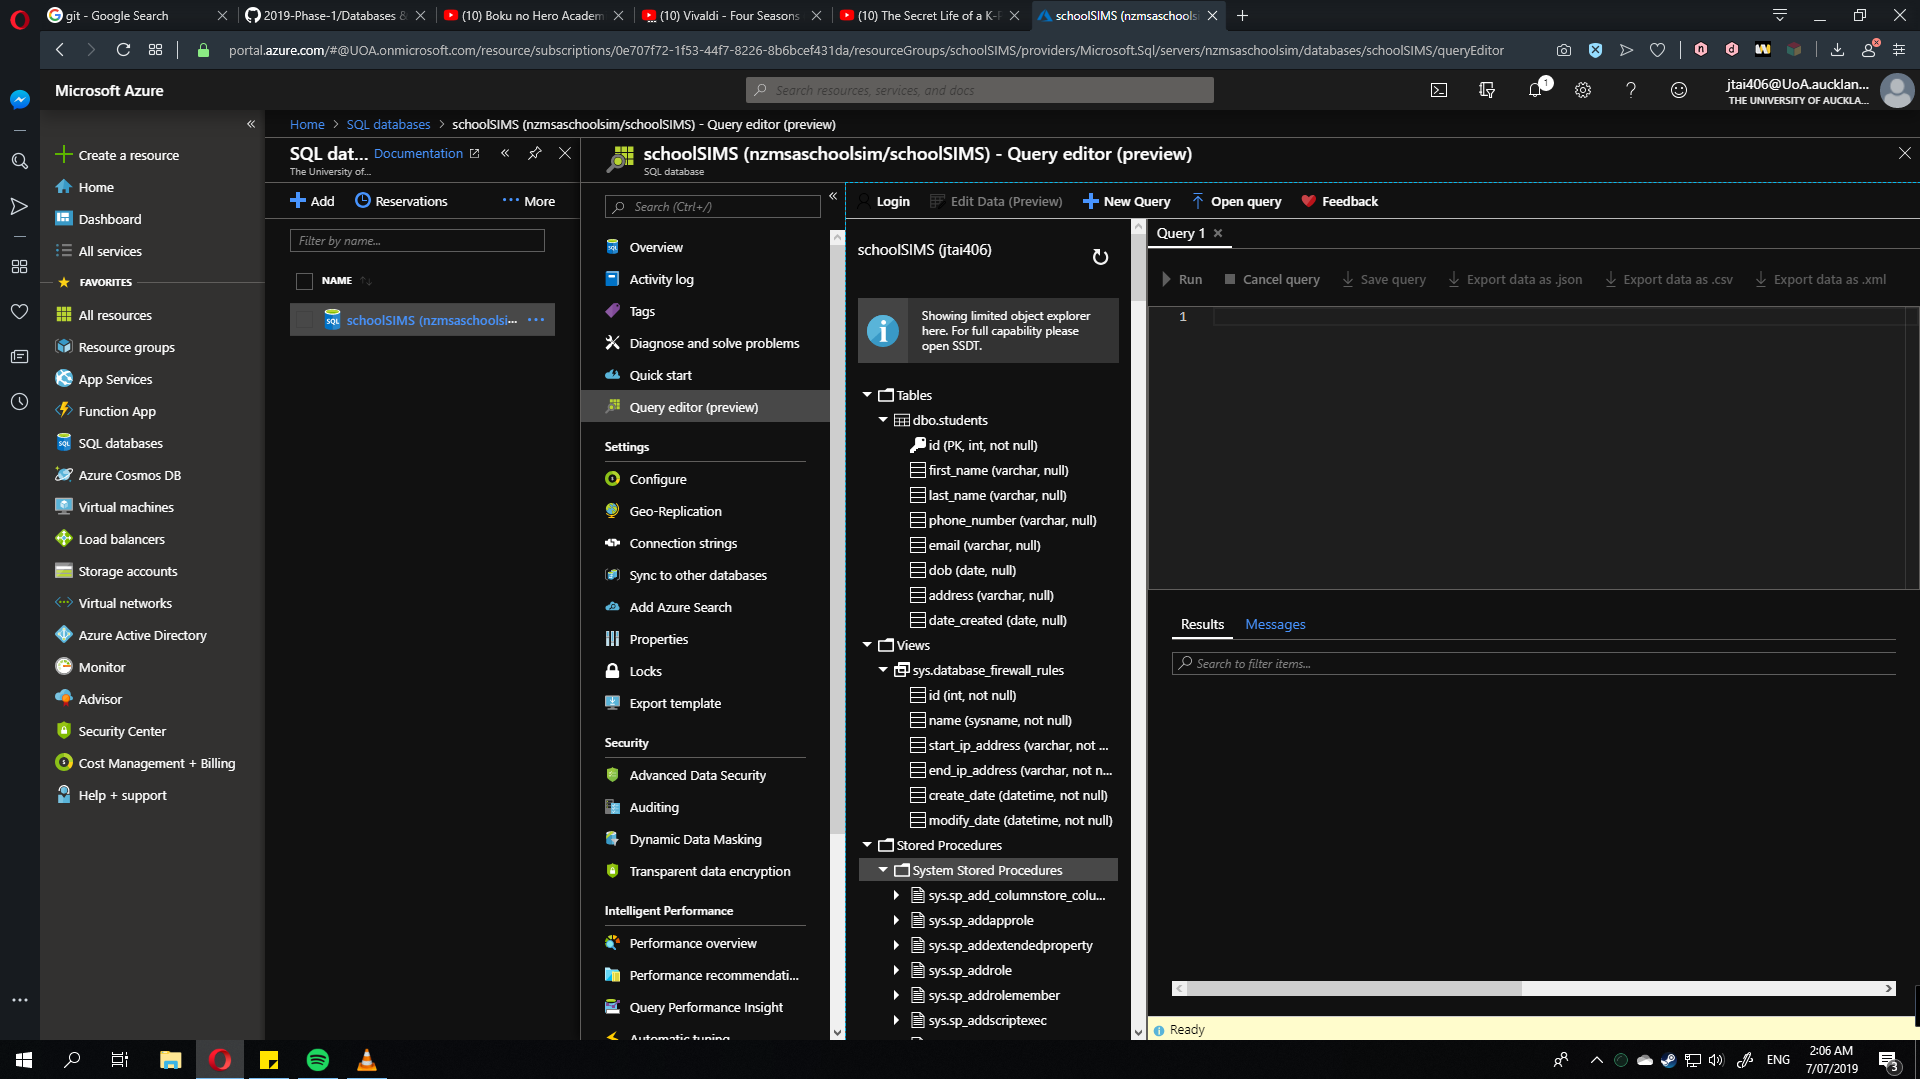 git - Google Search
2019-Phase-1/Databases &
(10) Boku no Hero Academ
(10) Vivaldi - Four Seasons
(10) The Secret Life of a K-P
schoolSIMS (nzmsaschools
portal.azure.com/#@UOA.onmicrosoft.com/resource/subscriptions/0e707f72-1f53-44f7-8226-8b6bcef431da/resourceGroups/schoolSIMS/providers/Microsoft.Sql/servers/nzmsaschoolsim/databases/schoolSIMS/queryEditor
Microsoft Azure
Search resources, services, and docs
1
jtai406@UoA.aucklan...
THE UNIVERSITY OF AUCKLA...
Create a resource
Home
Dashboard
All services
FAVORITES
All resources
Resource groups
App Services
Function App
SQL databases
Azure Cosmos DB
Virtual machines
Load balancers
Storage accounts
Virtual networks
Azure Active Directory
Monitor
Advisor
Security Center
Cost Management + Billing
Help + support
Home > SQL databases > schoolSIMS (nzmsaschoolsim/schoolSIMS) - Query editor (preview)
SQL dat... Documentation
The University of...
Add Reservations More
Filter by name...
NAME
schoolSIMS (nzmsaschoolsi...
schoolSIMS (nzmsaschoolsim/schoolSIMS) - Query editor (preview)
SQL database
Search (Ctrl+/)
Overview
Activity log
Tags
Diagnose and solve problems
Quick start
Query editor (preview)
Settings
Configure
Geo-Replication
Connection strings
Sync to other databases
Add Azure Search
Properties
Locks
Export template
Security
Advanced Data Security
Auditing
Dynamic Data Masking
Transparent data encryption
Intelligent Performance
Performance overview
Performance recommendati...
Query Performance Insight
Automatic tuning
Login Edit Data (Preview) New Query Open query Feedback
schoolSIMS (jtai406)
Showing limited object explorer
here. For full capability please
open SSDT.
Tables
dbo.students
id (PK, int, not null)
first_name (varchar, null)
last_name (varchar, null)
phone_number (varchar, null)
email (varchar, null)
dob (date, null)
address (varchar, null)
date_created (date, null)
Views
sys.database_firewall_rules
id (int, not null)
name (sysname, not null)
start_ip_address (varchar, not ...
end_ip_address (varchar, not n...
create_date (datetime, not null)
modify_date (datetime, not null)
Stored Procedures
System Stored Procedures
sys.sp_add_columnstore_colu...
sys.sp_addapprole
sys.sp_addextendedproperty
sys.sp_addrole
sys.sp_addrolemember
sys.sp_addscriptexec
Query 1
Run Cancel query Save query Export data as .json Export data as .csv Export data as .xml
1
Results Messages
Search to filter items...
Ready
ENG
2:06 AM
7/07/2019
3